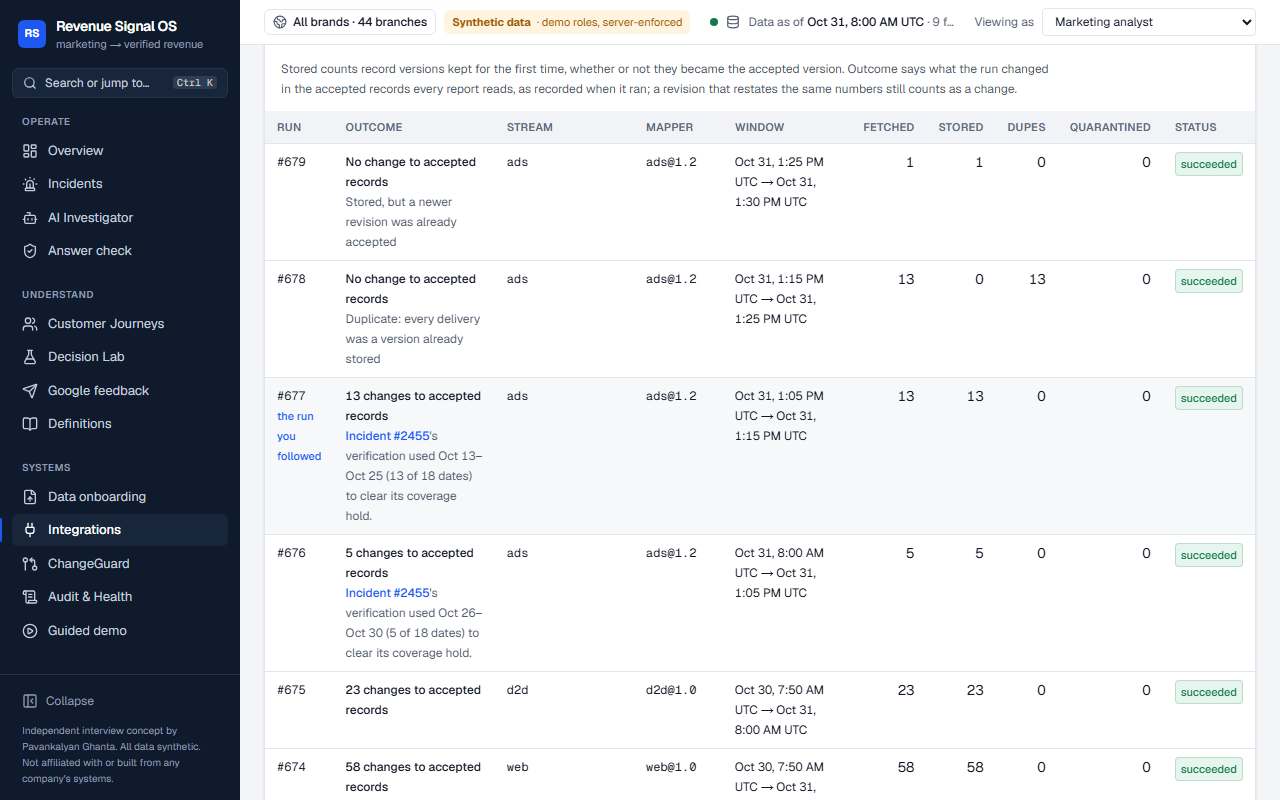 RS
Revenue Signal OS
marketing → verified revenue
Search or jump to...
Ctrl K
OPERATE
Overview
Incidents
AI Investigator
Answer check
UNDERSTAND
Customer Journeys
Decision Lab
Google feedback
Definitions
SYSTEMS
Data onboarding
Integrations
ChangeGuard
Audit & Health
Guided demo
Collapse
Independent interview concept by
Pavankalyan Ghanta. All data synthetic.
Not affiliated with or built from any
company's systems.
All brands · 44 branches
Synthetic data · demo roles, server-enforced
Data as of Oct 31, 8:00 AM UTC · 9 f…
Viewing as
Marketing analyst
Stored counts record versions kept for the first time, whether or not they became the accepted version. Outcome says what the run changed
in the accepted records every report reads, as recorded when it ran; a revision that restates the same numbers still counts as a change.
RUN OUTCOME STREAM MAPPER WINDOW FETCHED STORED DUPES QUARANTINED STATUS
#679 No change to accepted ads ads@1.2 Oct 31, 1:25 PM 1 1 0 0 succeeded
records UTC → Oct 31,
Stored, but a newer 1:30 PM UTC
revision was already
accepted
#678 No change to accepted ads ads@1.2 Oct 31, 1:15 PM 13 0 13 0 succeeded
records UTC → Oct 31,
Duplicate: every delivery 1:25 PM UTC
was a version already
stored
#677 13 changes to accepted ads ads@1.2 Oct 31, 1:05 PM 13 13 0 0 succeeded
the run records UTC → Oct 31,
you Incident #2455's 1:15 PM UTC
followed verification used Oct 13–
Oct 25 (13 of 18 dates)
to clear its coverage
hold.
#676 5 changes to accepted ads ads@1.2 Oct 31, 8:00 AM 5 5 0 0 succeeded
records UTC → Oct 31,
Incident #2455's 1:05 PM UTC
verification used Oct 26–
Oct 30 (5 of 18 dates) to
clear its coverage hold.
#675 23 changes to accepted d2d d2d@1.0 Oct 30, 7:50 AM 23 23 0 0 succeeded
records UTC → Oct 31,
8:00 AM UTC
#674 58 changes to accepted web web@1.0 Oct 30, 7:50 AM 58 58 0 0 succeeded
records UTC → Oct 31,